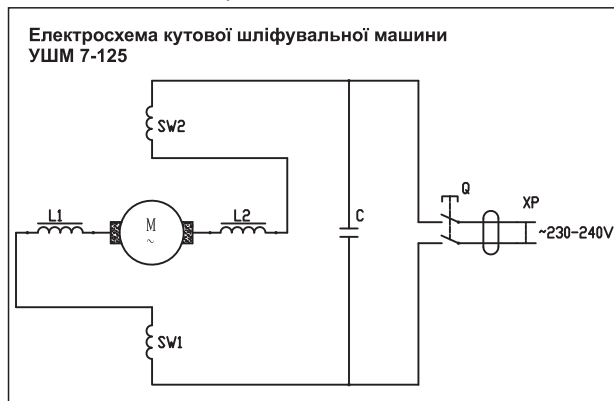 Електросхема кутової шліфувальної машини
УШМ 7-125
SW2
L1
M
~
L2
C
Q
XP
~230-240V
SW1